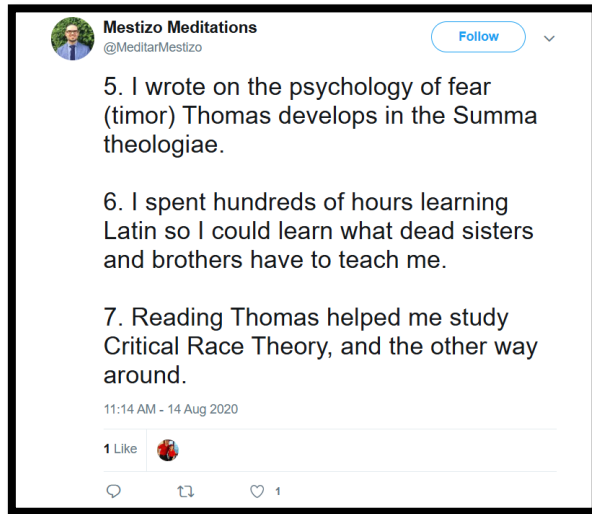 Mestizo Meditations
@MeditarMestizo
Follow
5. I wrote on the psychology of fear
(timor) Thomas develops in the Summa
theologiae.
6. I spent hundreds of hours learning
Latin so I could learn what dead sisters
and brothers have to teach me.
7. Reading Thomas helped me study
Critical Race Theory, and the other way
around.
11:14 AM - 14 Aug 2020
1 Like
1